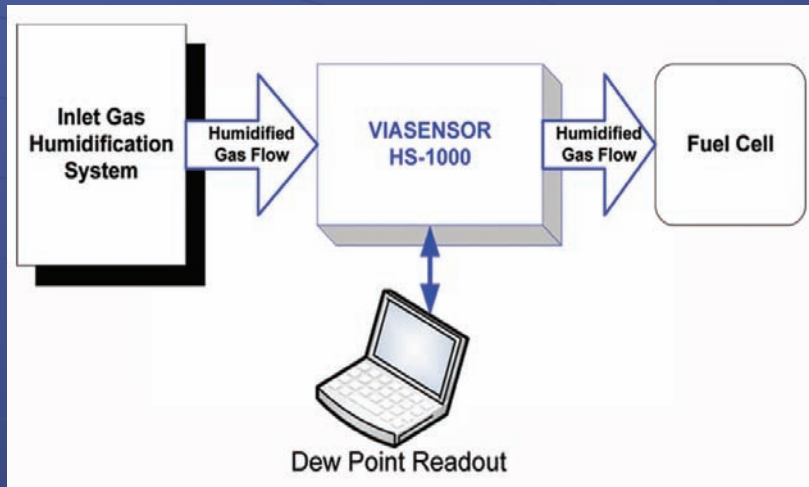 Inlet Gas
Humidification
System
Humidified
Gas Flow
VIASENSOR
HS-1000
Humidified
Gas Flow
Fuel Cell
Dew Point Readout